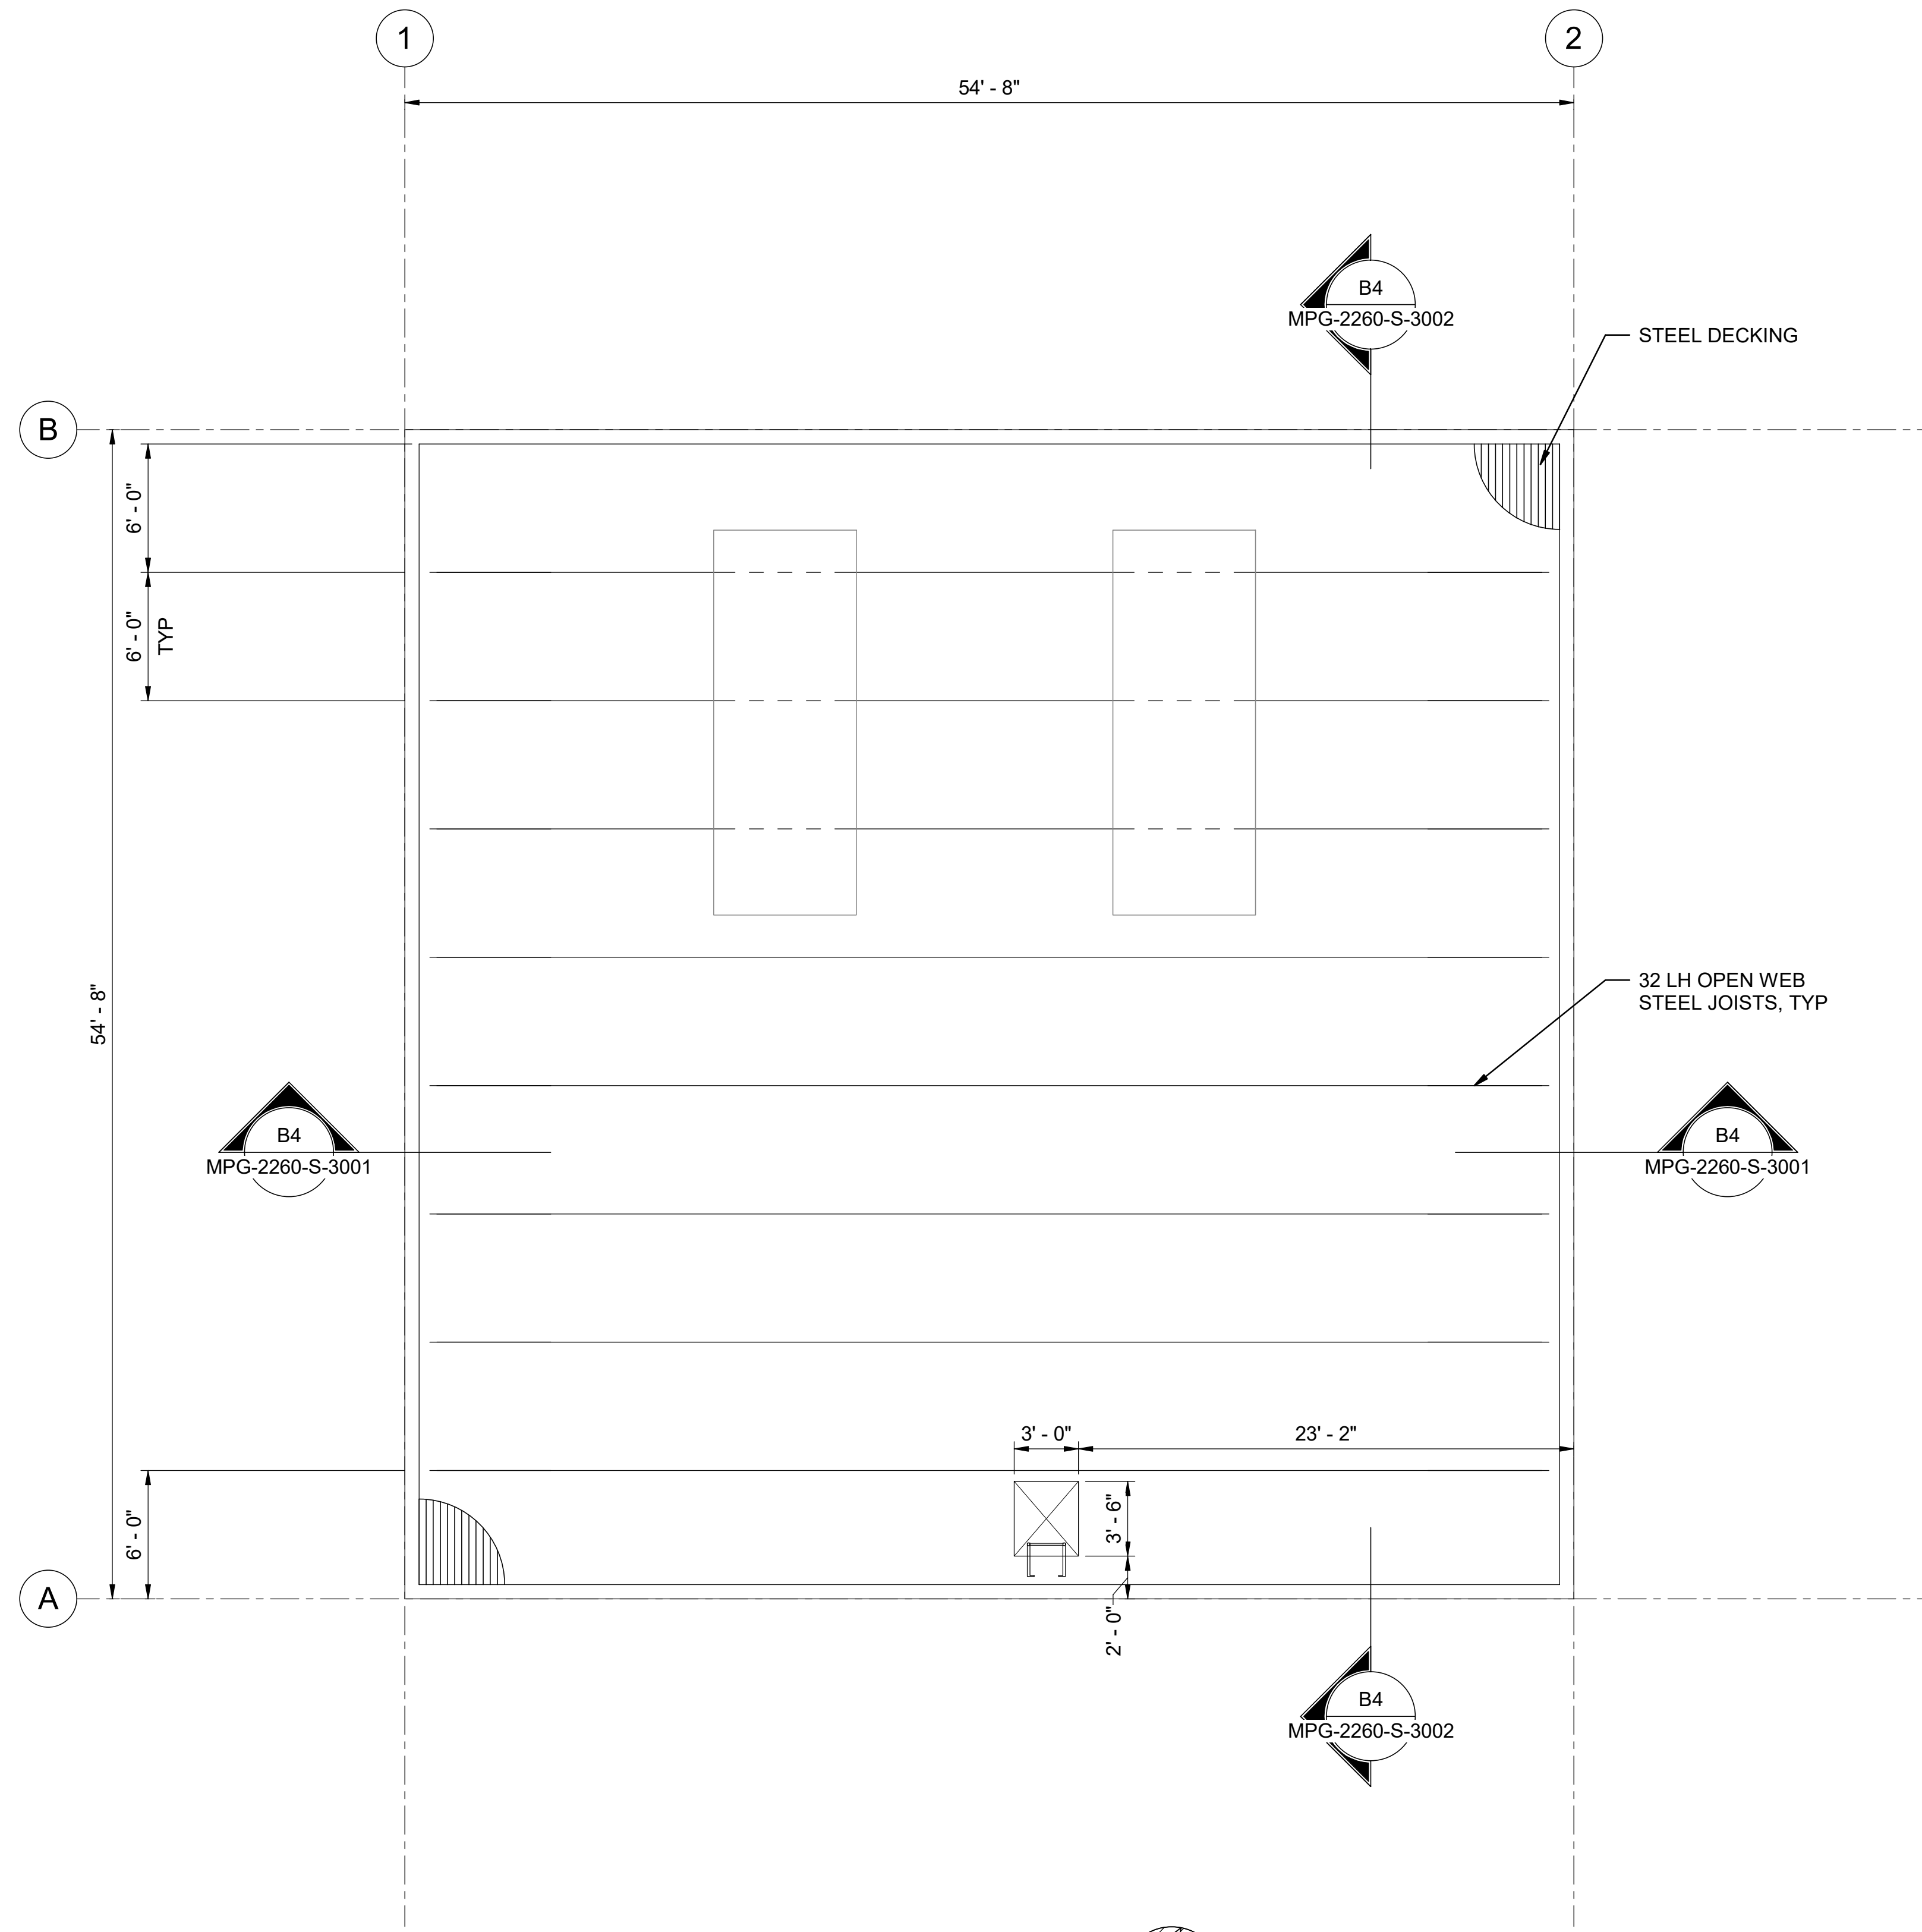 1
2
54' - 8"
B4
MPG-2260-S-3002
STEEL DECKING
B
6' - 0"
6' - 0"
TYP
54' - 8"
32 LH OPEN WEB
STEEL JOISTS, TYP
B4
MPG-2260-S-3001
B4
MPG-2260-S-3001
3' - 0"
23' - 2"
3' - 6"
6' - 0"
A
2' - 0"
B4
MPG-2260-S-3002